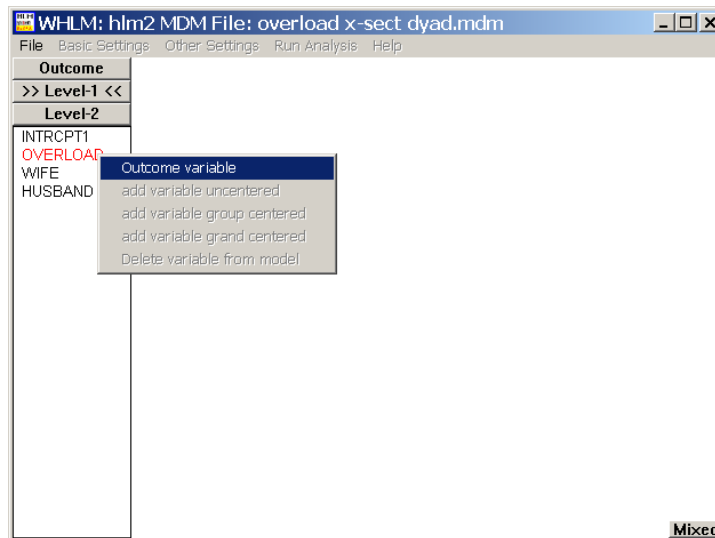 WHLM: hlm2 MDM File: overload x-sect dyad.mdm
File Basic Settings Other Settings Run Analysis Help
Outcome
>> Level-1 <<
Level-2
INTRCPT1
OVERLOAD
WIFE
HUSBAND
Outcome variable
add variable uncentered
add variable group centered
add variable grand centered
Delete variable from model
Mixed